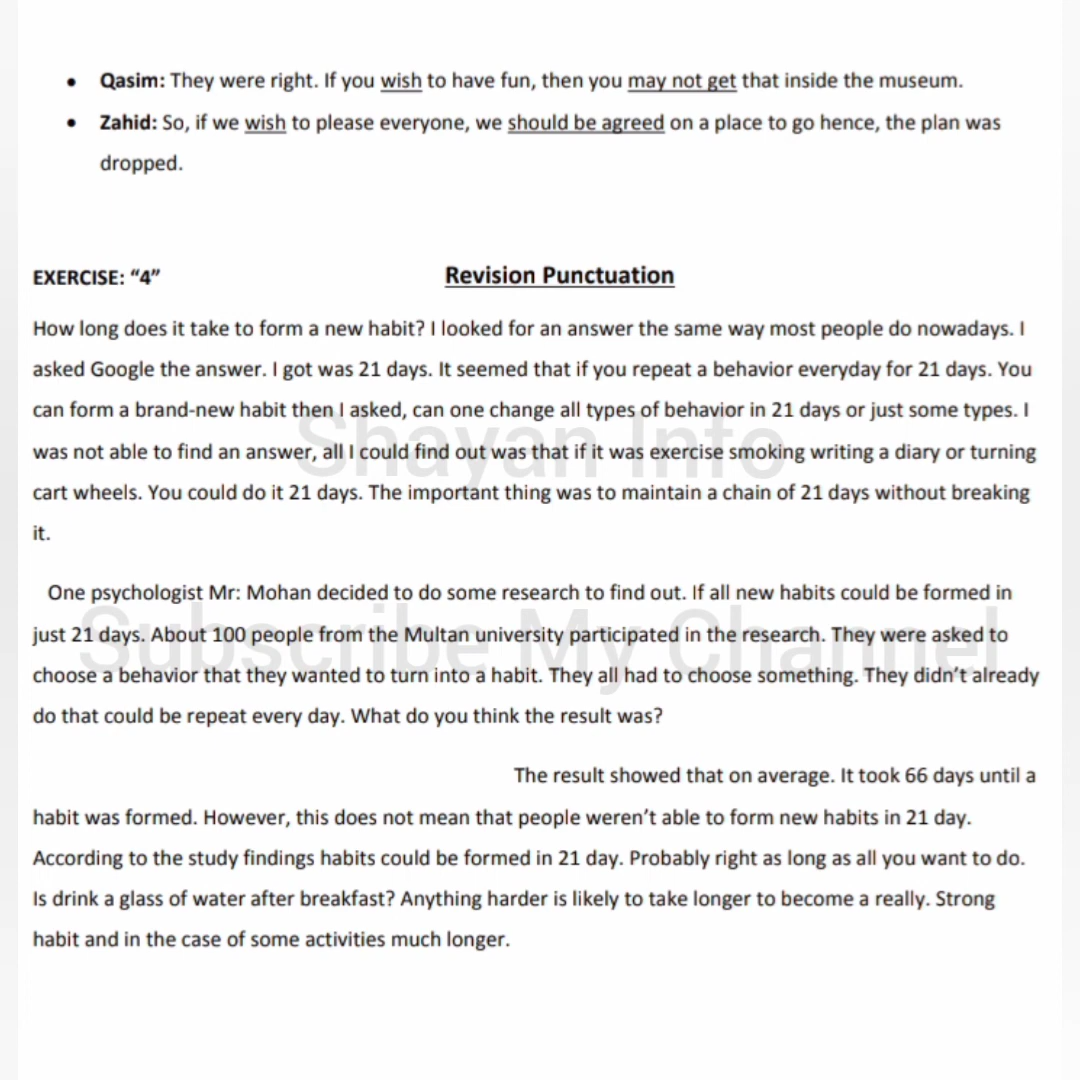 • Qasim: They were right. If you wish to have fun, then you may not get that inside the museum.
• Zahid: So, if we wish to please everyone, we should be agreed on a place to go hence, the plan was
dropped.
EXERCISE: “4” Revision Punctuation
How long does it take to form a new habit? I looked for an answer the same way most people do nowadays. I
asked Google the answer. I got was 21 days. It seemed that if you repeat a behavior everyday for 21 days. You
can form a brand-new habit then I asked, can one change all types of behavior in 21 days or just some types. I
was not able to find an answer, all I could find out was that if it was exercise smoking writing a diary or turning
cart wheels. You could do it 21 days. The important thing was to maintain a chain of 21 days without breaking
it.
One psychologist Mr: Mohan decided to do some research to find out. If all new habits could be formed in
just 21 days. About 100 people from the Multan university participated in the research. They were asked to
choose a behavior that they wanted to turn into a habit. They all had to choose something. They didn’t already
do that could be repeat every day. What do you think the result was?
The result showed that on average. It took 66 days until a
habit was formed. However, this does not mean that people weren’t able to form new habits in 21 day.
According to the study findings habits could be formed in 21 day. Probably right as long as all you want to do.
Is drink a glass of water after breakfast? Anything harder is likely to take longer to become a really. Strong
habit and in the case of some activities much longer.
Shayan Info
Subscribe My Channel